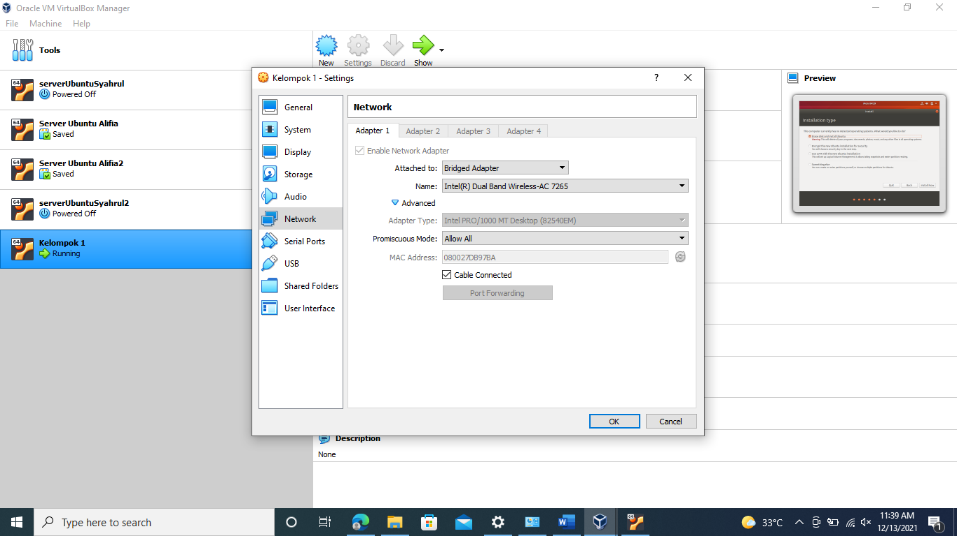 Oracle VM VirtualBox Manager
File Machine Help
Tools
New Settings Discard Show
serverUbuntuSyahrul
Powered Off
Server Ubuntu Alifia
Saved
Server Ubuntu Alifia2
Saved
serverUbuntuSyahrul2
Powered Off
Kelompok 1
Running
Preview
Installation type
Kelompok 1 - Settings
General
System
Display
Storage
Audio
Network
Serial Ports
USB
Shared Folders
User Interface
Network
Adapter 1 Adapter 2 Adapter 3 Adapter 4
Enable Network Adapter
Attached to: Bridged Adapter
Name: Intel(R) Dual Band Wireless-AC 7265
Advanced
Adapter Type: Intel PRO/1000 MT Desktop (82540EM)
Promiscuous Mode: Allow All
MAC Address: 080027DB97BA
Cable Connected
Port Forwarding
OK Cancel
Description
None
Type here to search
33°C
11:39 AM
12/13/2021
1